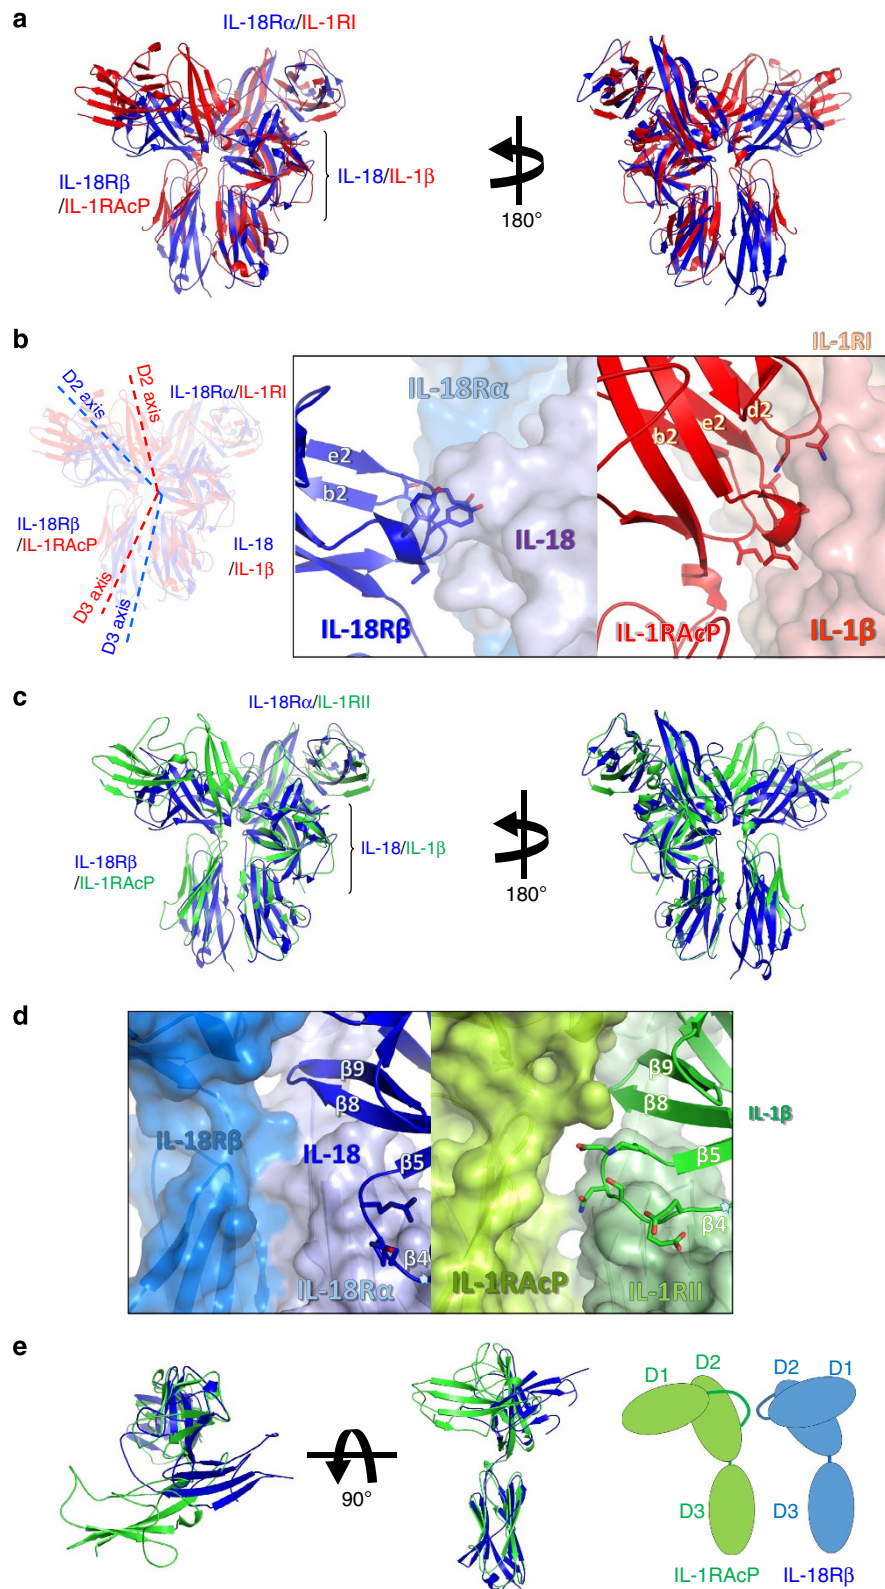 a
IL-18Rα/IL-1RI
IL-18Rβ
/IL-1RAcP
IL-18/IL-1β
180°
b
D2 axis
D2 axis
IL-18Rα/IL-1RI
IL-18Rβ
/IL-1RAcP
IL-18
/IL-1β
D3 axis
D3 axis
IL-18Rα
e2
b2
IL-18
IL-18Rβ
IL-1RI
d2
e2
b2
IL-1RAcP
IL-1β
c
IL-18Rα/IL-1RII
IL-18Rβ
/IL-1RAcP
IL-18/IL-1β
180°
d
β9
β8
IL-18Rβ
IL-18
β5
β4
IL-18Rα
β9
β8
IL-1β
β5
β4
IL-1RAcP
IL-1RII
e
90°
D1
D2
D3
IL-1RAcP
D2
D1
D3
IL-18Rβ